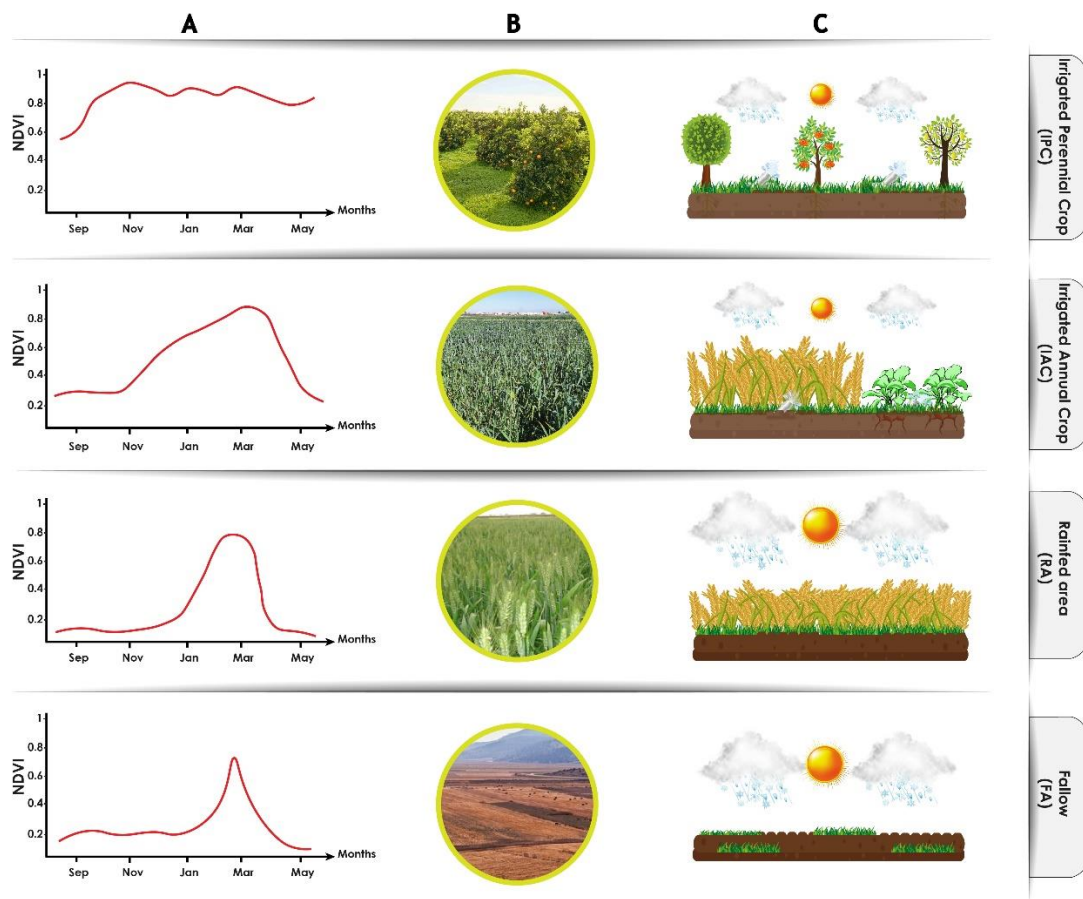 A B C
NDVI
1
0.8
0.6
0.4
0.2
Sep Nov Jan Mar May
Months
Irrigated Perennial Crop
(IPC)
NDVI
1
0.8
0.6
0.4
0.2
Sep Nov Jan Mar May
Months
Irrigated Annual Crop
(IAC)
NDVI
1
0.8
0.6
0.4
0.2
Sep Nov Jan Mar May
Months
Rainfed area
(RA)
NDVI
1
0.8
0.6
0.4
0.2
Sep Nov Jan Mar May
Months
Fallow
(FA)